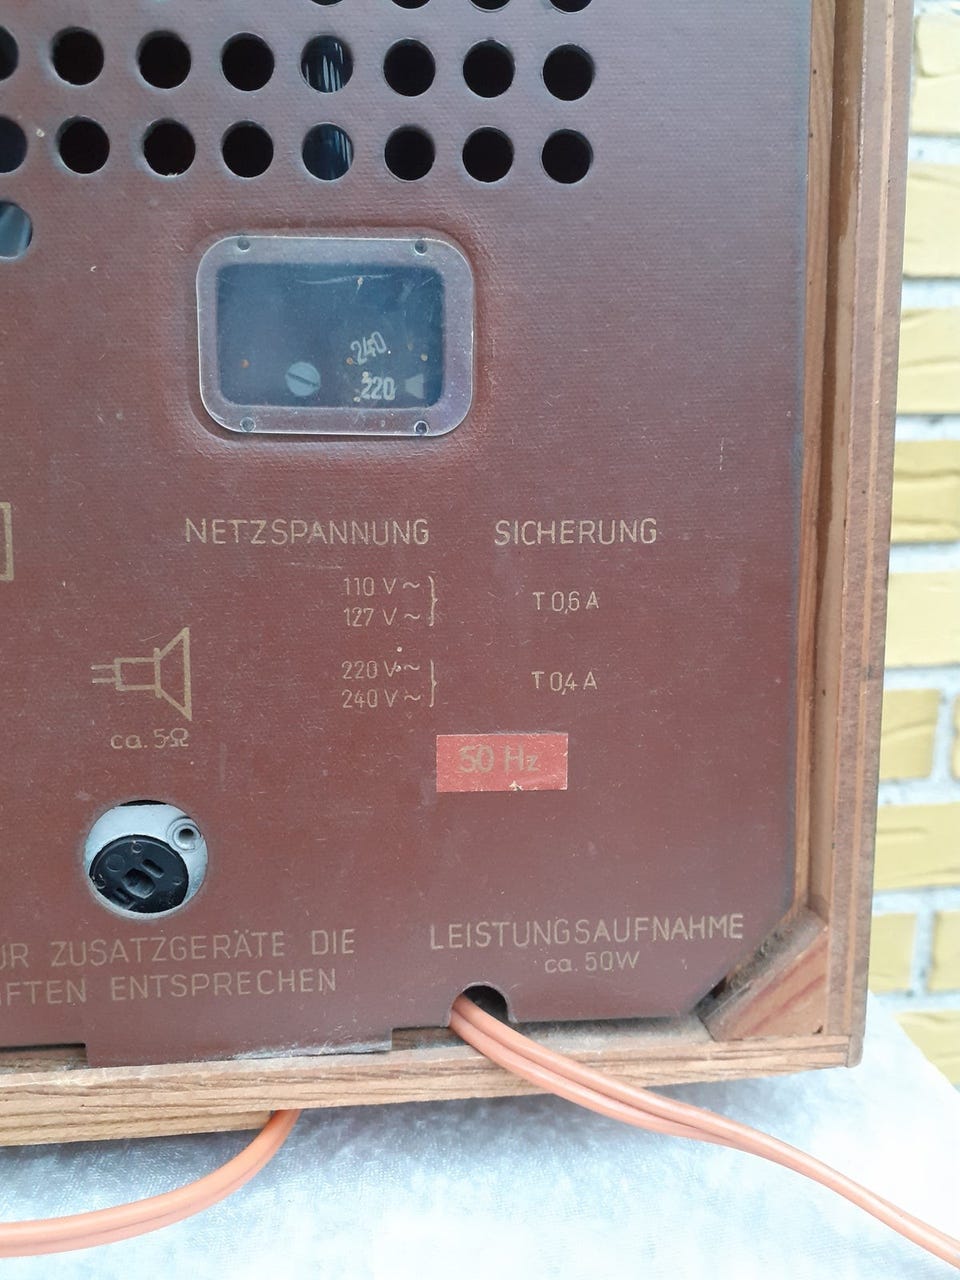 240
220
NETZSPANNUNG SICHERUNG
110 V ~
127 V ~ T 0,6 A
220 V ~
240 V ~ T 0,4 A
ca. 5Ω
50 Hz
ZUSATZGERÄTE DIE
ENTSPRECHEN
LEISTUNGSAUFNAHME
ca. 50W